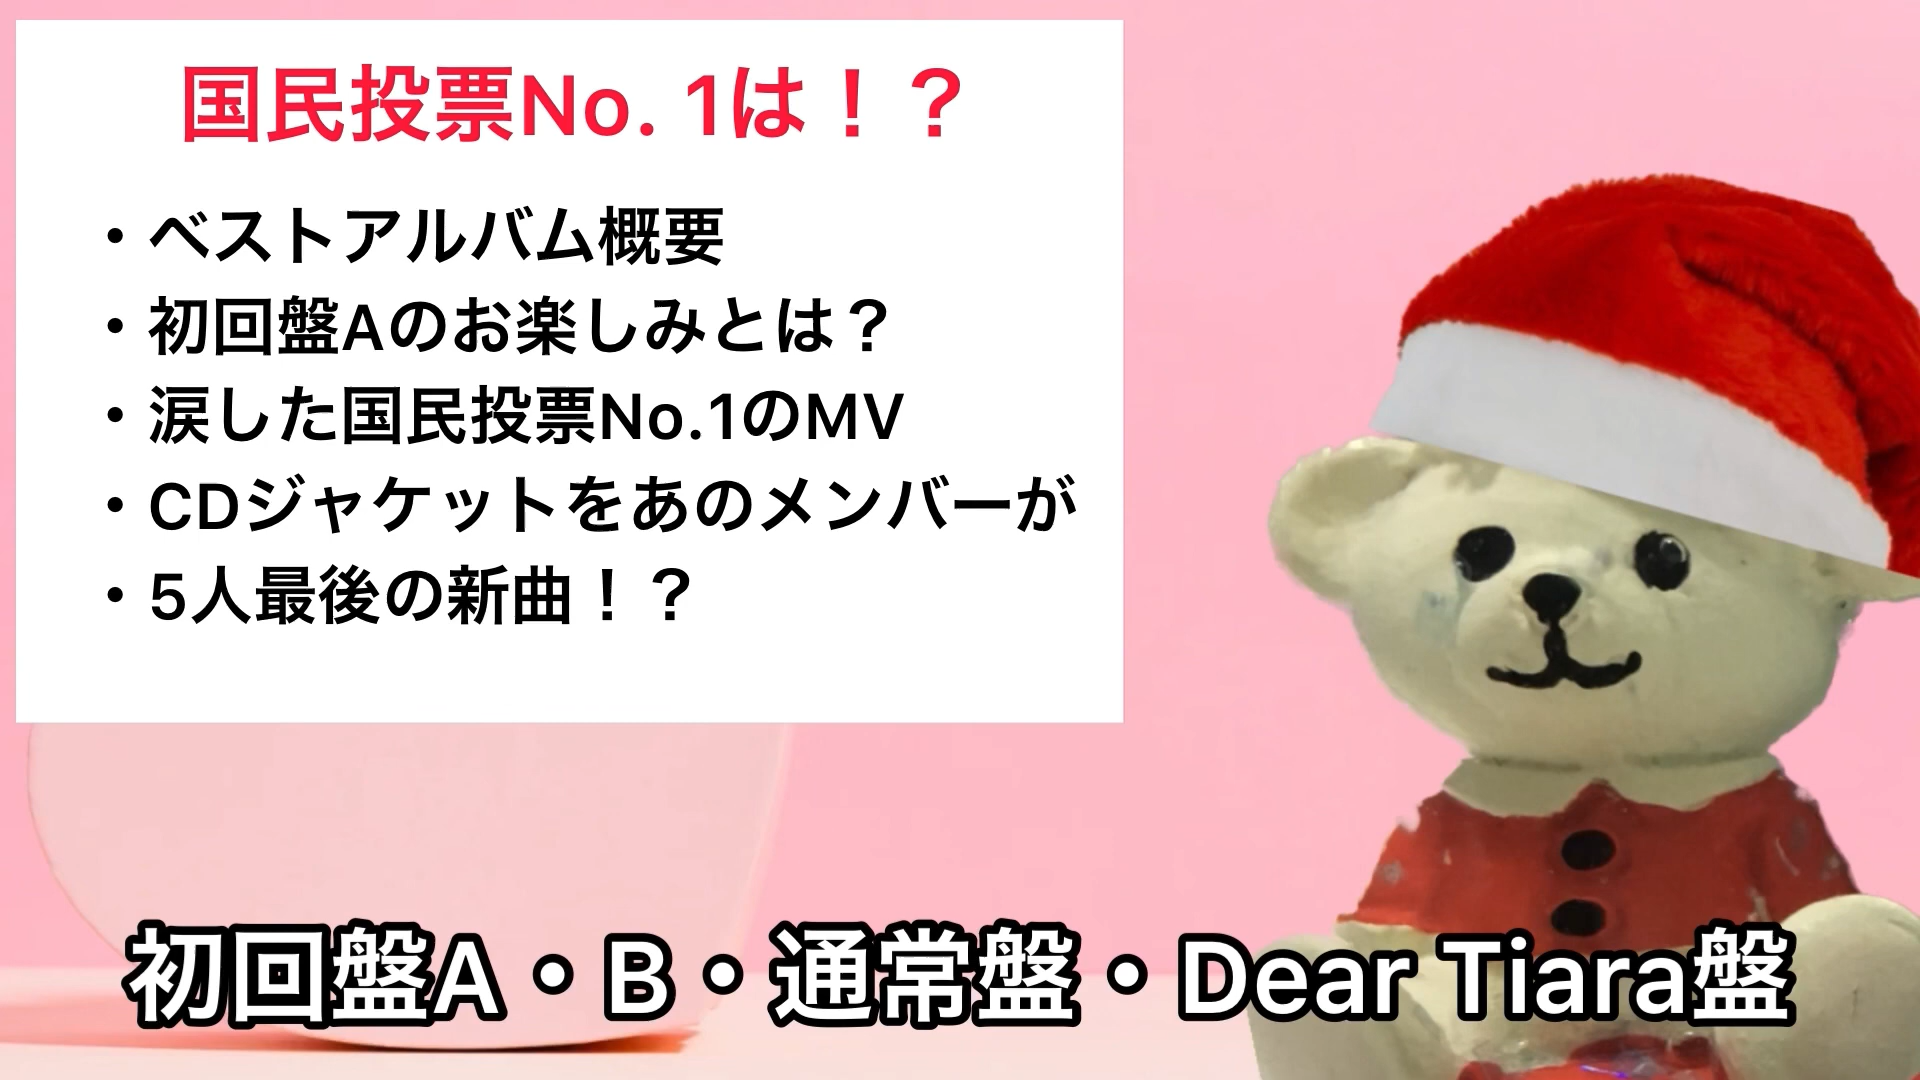 国民投票No. 1は！？
・ベストアルバム概要
・初回盤Aのお楽しみとは？
・涙した国民投票No.1のMV
・CDジャケットをあのメンバーが
・5人最後の新曲！？
初回盤A・B・通常盤・Dear Tiara盤